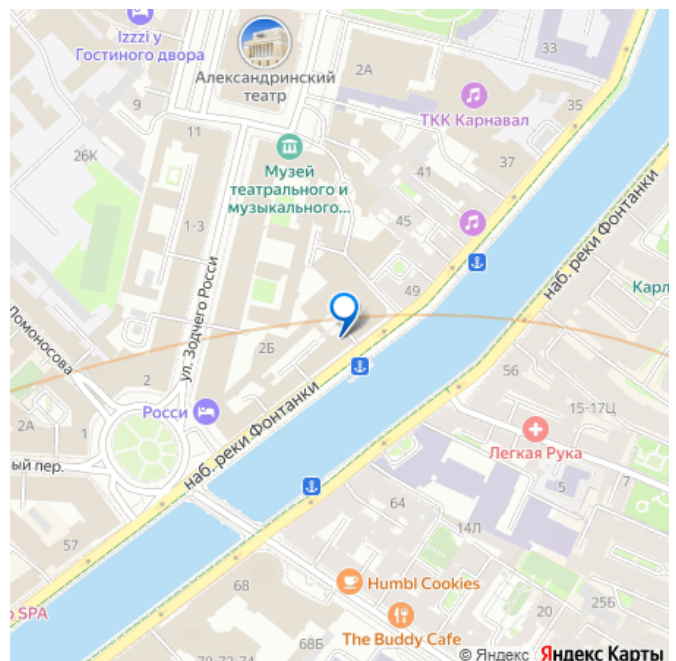 Izzzi у
Гостиного двора
Александринский
театр
2А
33
9
11
ТКК Карнавал
35
26К
Музей
театрального и
музыкального...
41
37
1-3
45
ул. Зодчего Росси
49
наб. реки Фонтанки
Карл
Ломоносова
2Б
2
56
Росси
15-17Ц
2А
1
наб. реки Фонтанки
Легкая Рука
ый пер.
5
7
64
14Л
57
68
Humbl Cookies
25Б
20
о SPA
The Buddy Cafe
68Б
70-72-74
© Яндекс Яндекс Карты